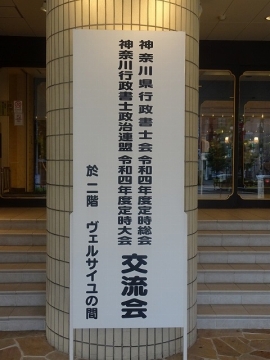 神奈川県行政書士会 令和四年度定時総会
神奈川行政書士政治連盟 令和四年度定時大会
交流会
於 二階 ヴェルサイユの間